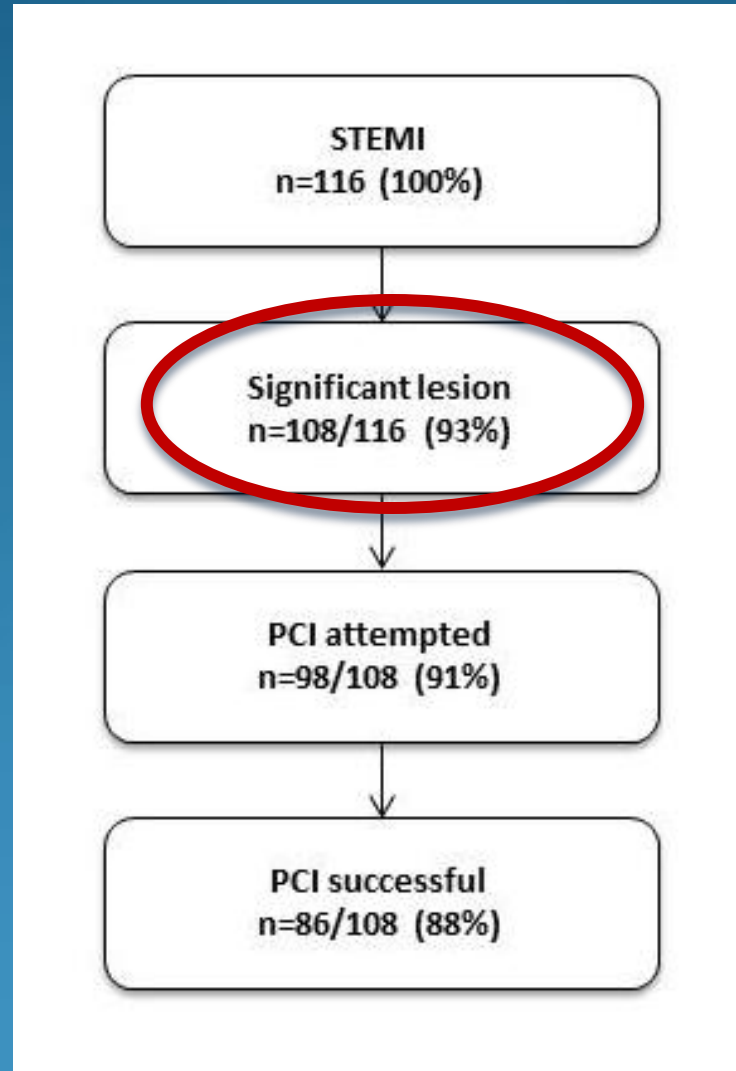 STEMI
n=116 (100%)
Significant lesion
n=108/116 (93%)
PCI attempted
n=98/108 (91%)
PCI successful
n=86/108 (88%)